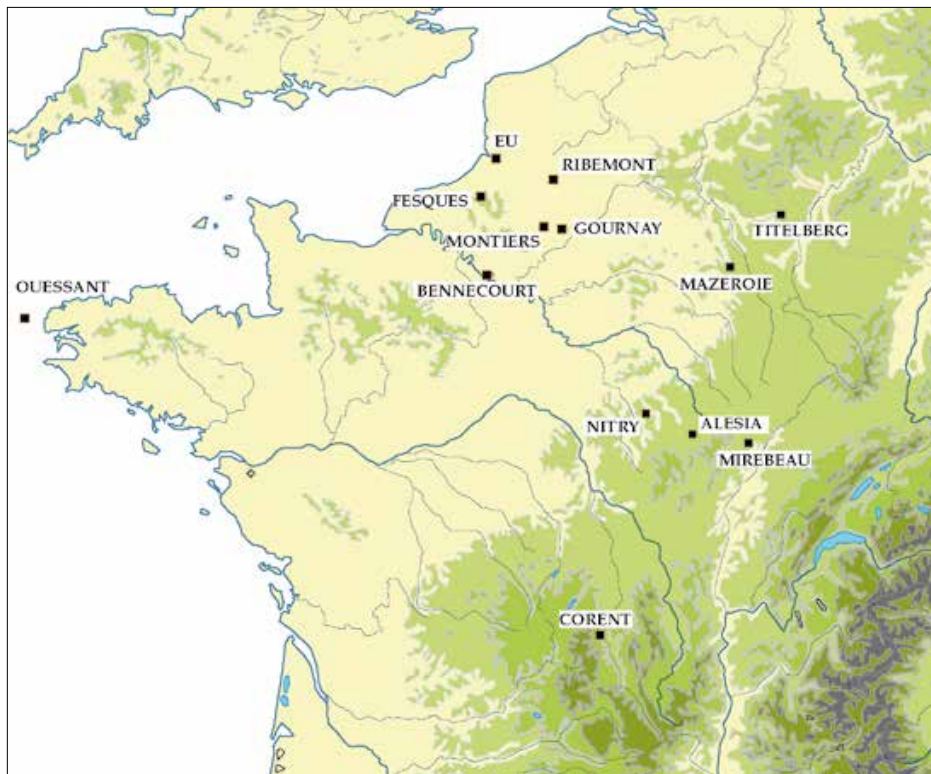 EU
RIBEMONT
FESQUES
TITELBERG
MONTIERS
GOURNAY
MAZEROIE
BENNECOURT
OUESSANT
NITRY
ALESIA
MIREBEAU
CORENT